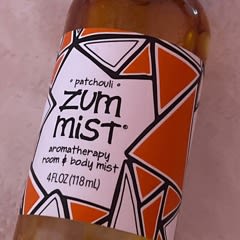 • patchouli •
zum
mist®
aromatherapy
room & body mist
4 FL OZ (118 mL)